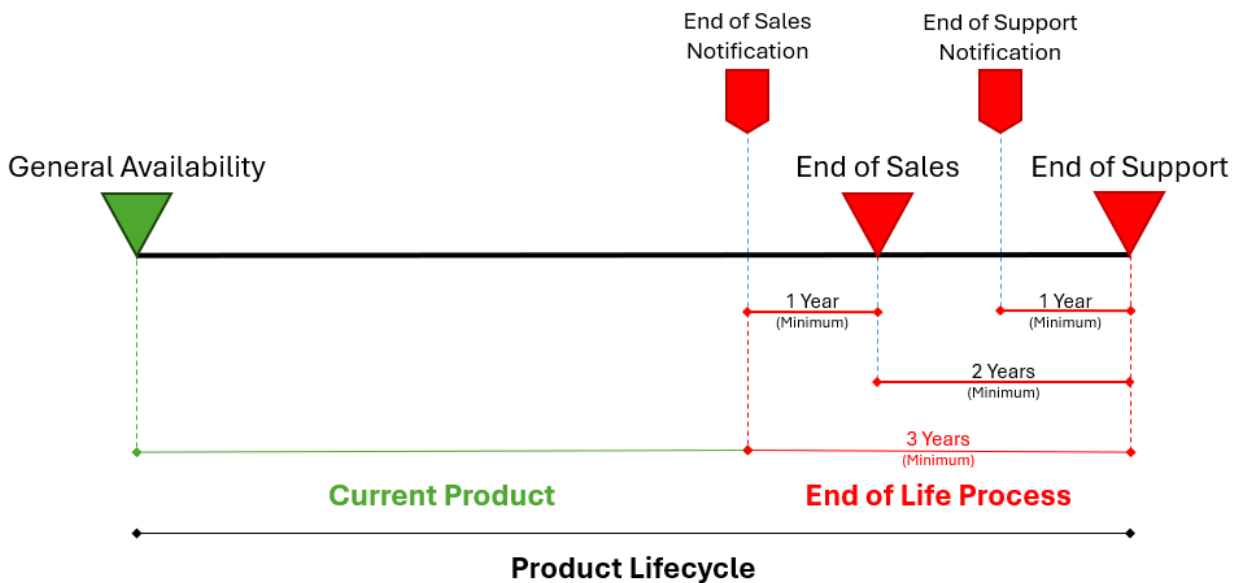 End of Sales
Notification
End of Support
Notification
General Availability
End of Sales
End of Support
1 Year
(Minimum)
1 Year
(Minimum)
2 Years
(Minimum)
3 Years
(Minimum)
Current Product
End of Life Process
Product Lifecycle